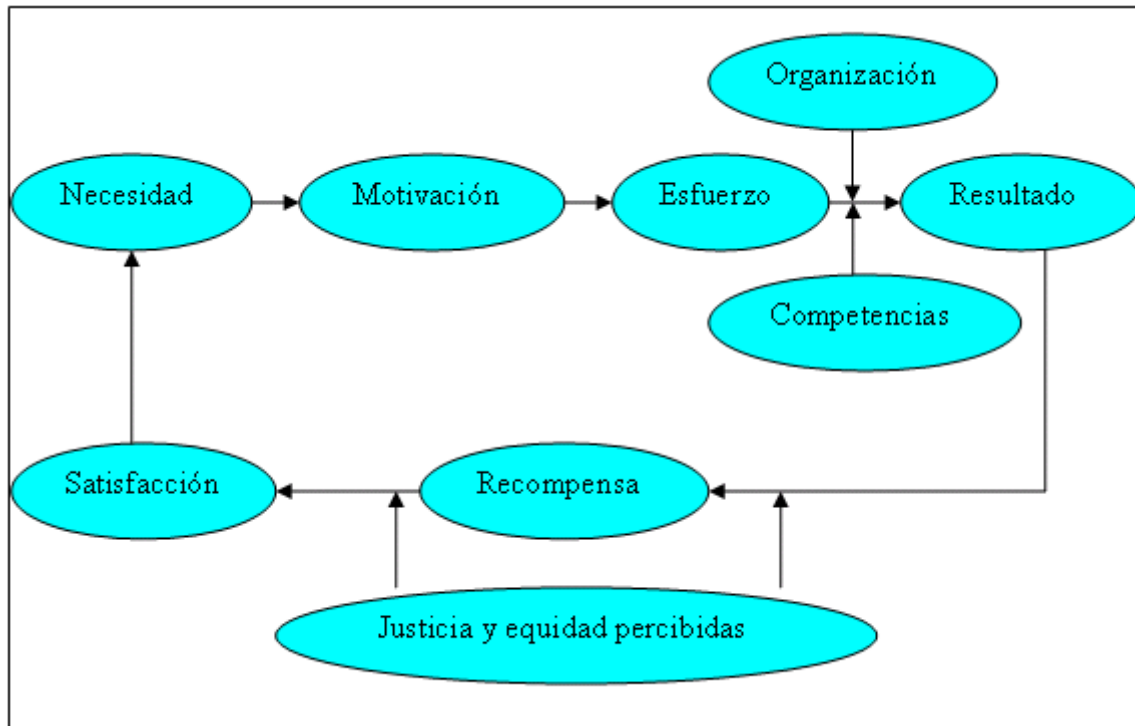 Organización
Necesidad
Motivación
Esfuerzo
Resultado
Competencias
Satisfacción
Recompensa
Justicia y equidad percibidas